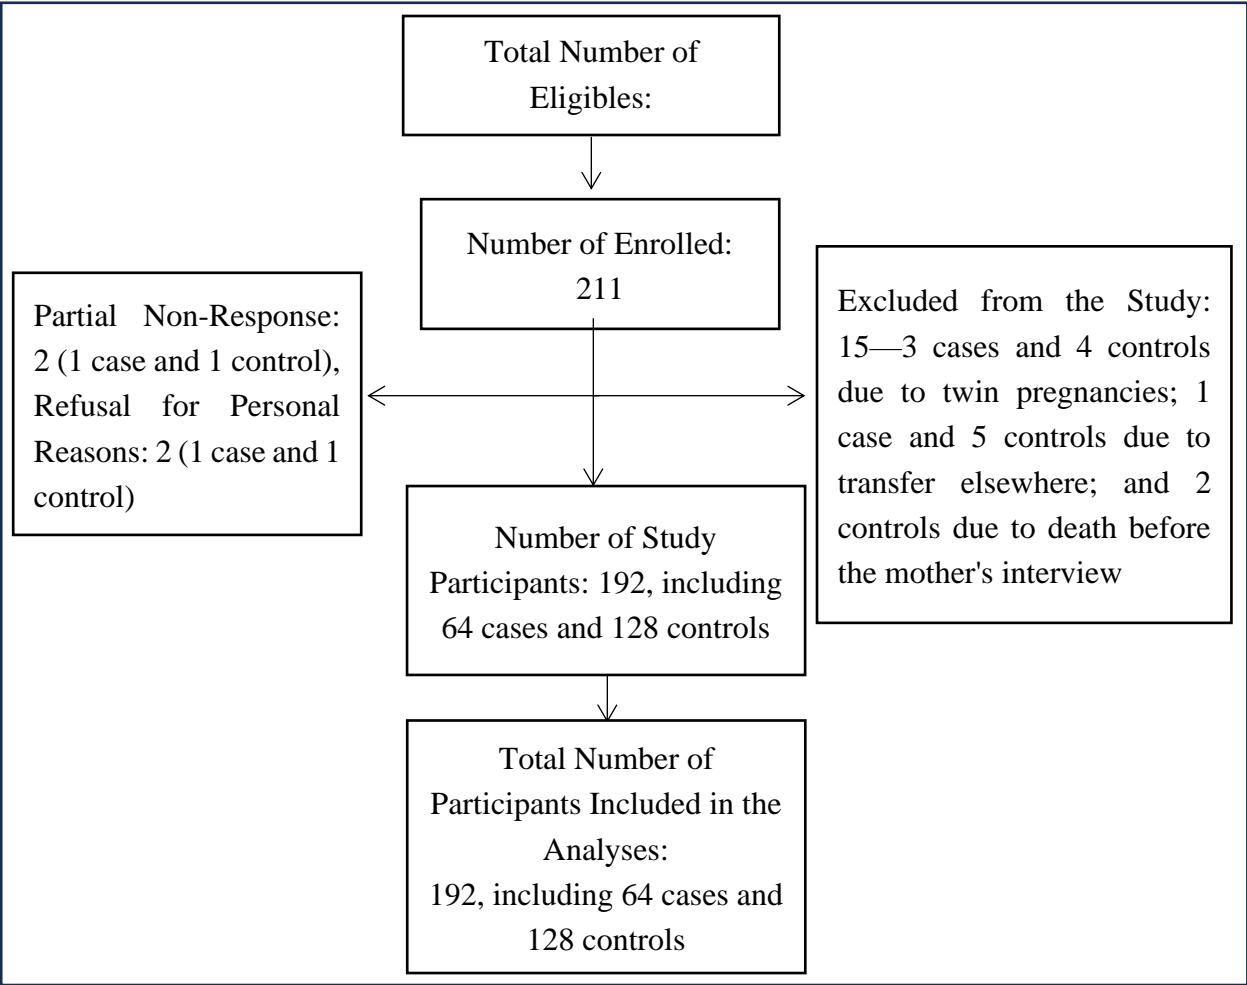 Total Number of
Eligibles:
Number of Enrolled:
211
Partial Non-Response:
2 (1 case and 1 control),
Refusal for Personal
Reasons: 2 (1 case and 1
control)
Excluded from the Study:
15—3 cases and 4 controls
due to twin pregnancies; 1
case and 5 controls due to
transfer elsewhere; and 2
controls due to death before
the mother's interview
Number of Study
Participants: 192, including
64 cases and 128 controls
Total Number of
Participants Included in the
Analyses:
192, including 64 cases and
128 controls